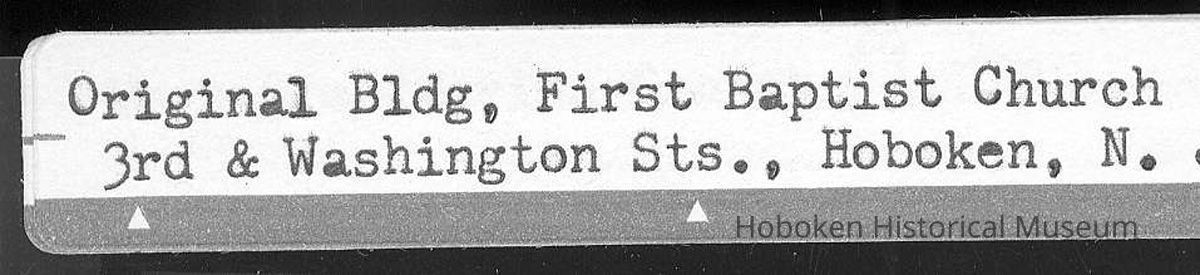 Original Bldg, First Baptist Church
3rd & Washington Sts., Hoboken, N.
Hoboken Historical Museum